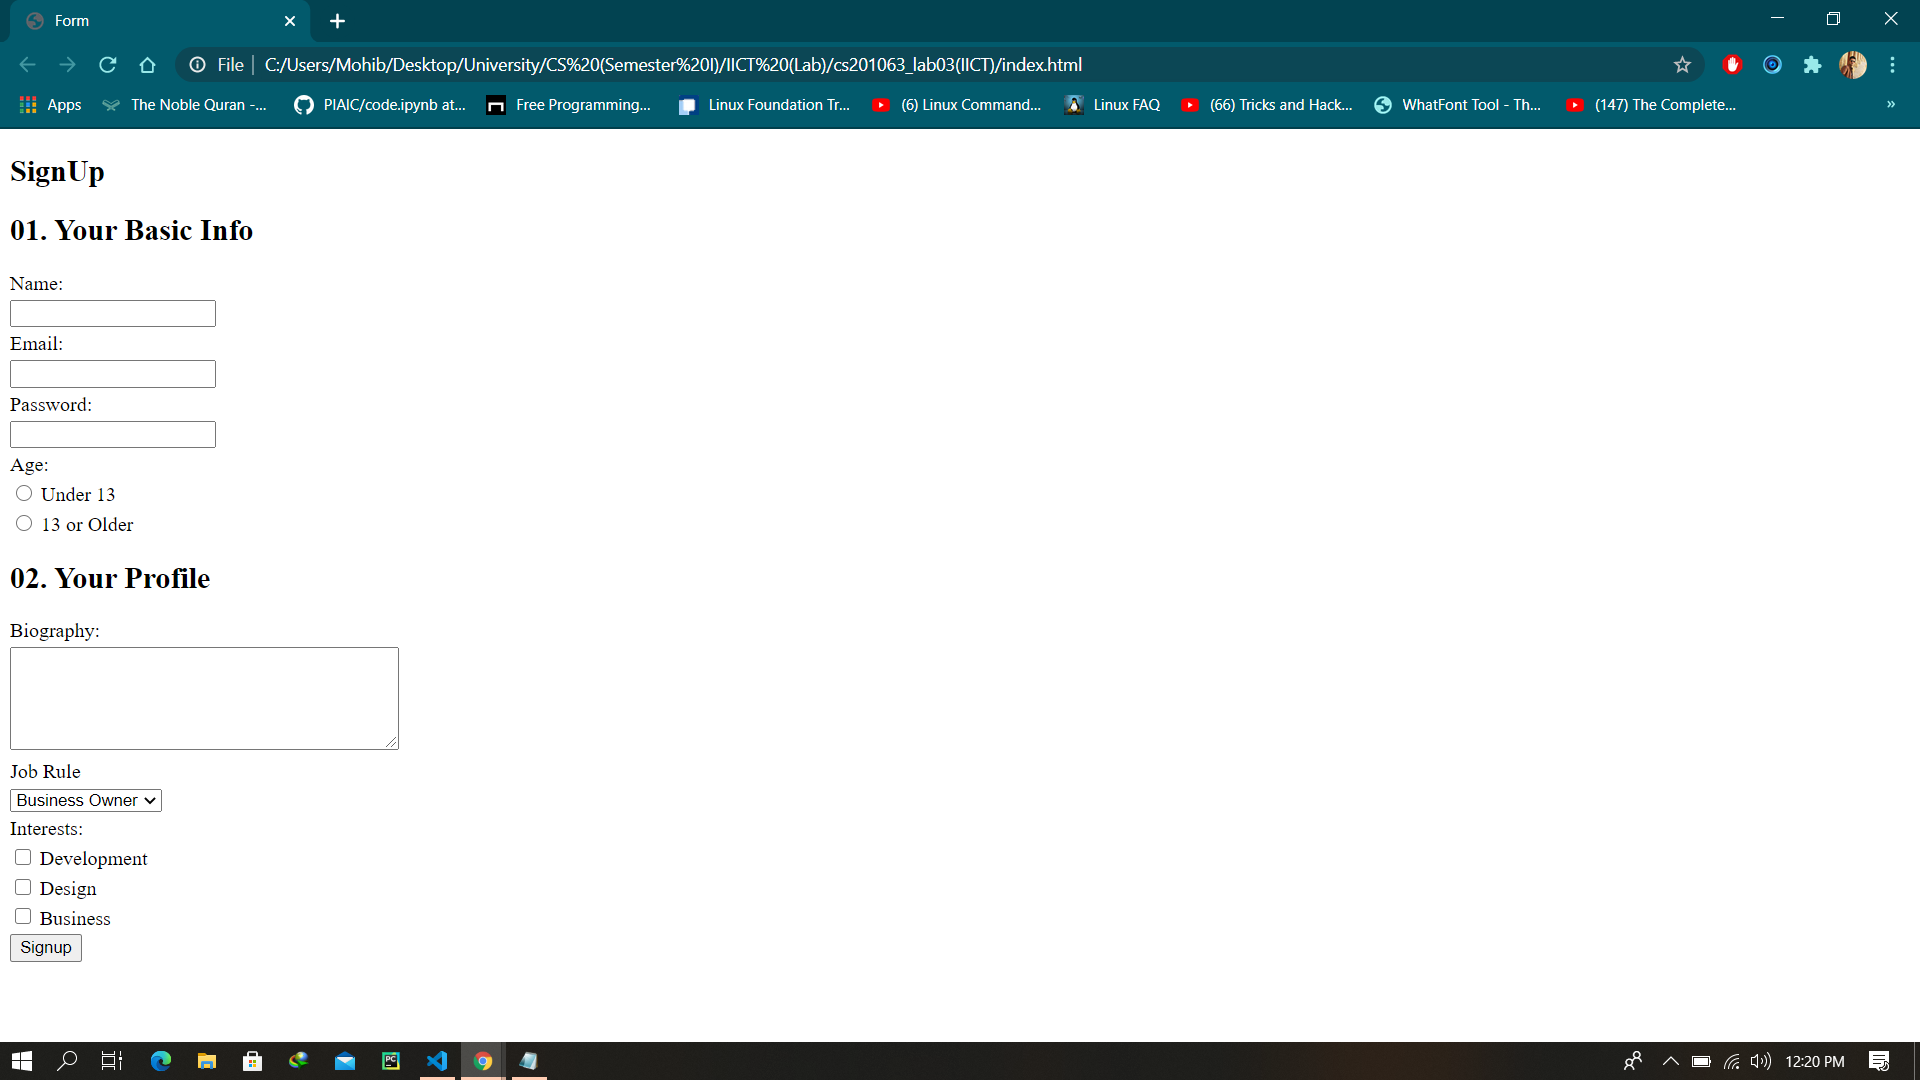 Form
File | C:/Users/Mohib/Desktop/University/CS%20(Semester%20I)/IICT%20(Lab)/cs201063_lab03(IICT)/index.html
Apps The Noble Quran -... PIAIC/code.ipynb at... Free Programming... Linux Foundation Tr... (6) Linux Command... Linux FAQ (66) Tricks and Hack... WhatFont Tool - Th... (147) The Complete... »
SignUp
01. Your Basic Info
Name:
Email:
Password:
Age:
Under 13
13 or Older
02. Your Profile
Biography:
Job Rule
Business Owner
Interests:
Development
Design
Business
Signup
12:20 PM